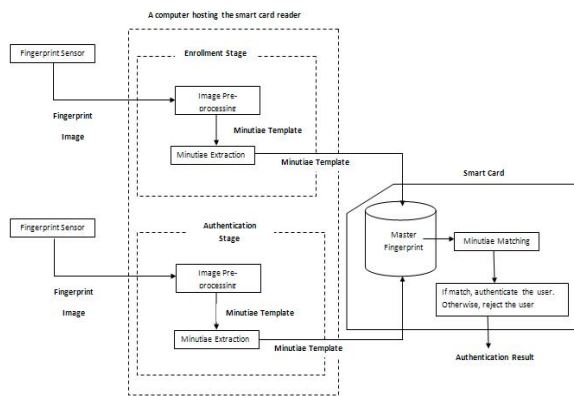 A computer hosting the smart card reader
Fingerprint Sensor
Enrollment Stage
Image Pre-
processing
Fingerprint
Image
Minutiae Template
Minutiae Extraction
Minutiae Template
Smart Card
Fingerprint Sensor
Authentication
Stage
Master
Fingerprint
Minutiae Matching
Image Pre-
processing
Fingerprint
Image
If match, authenticate the user.
Otherwise, reject the user
Minutiae Template
Minutiae Extraction
Minutiae Template
Authentication Result